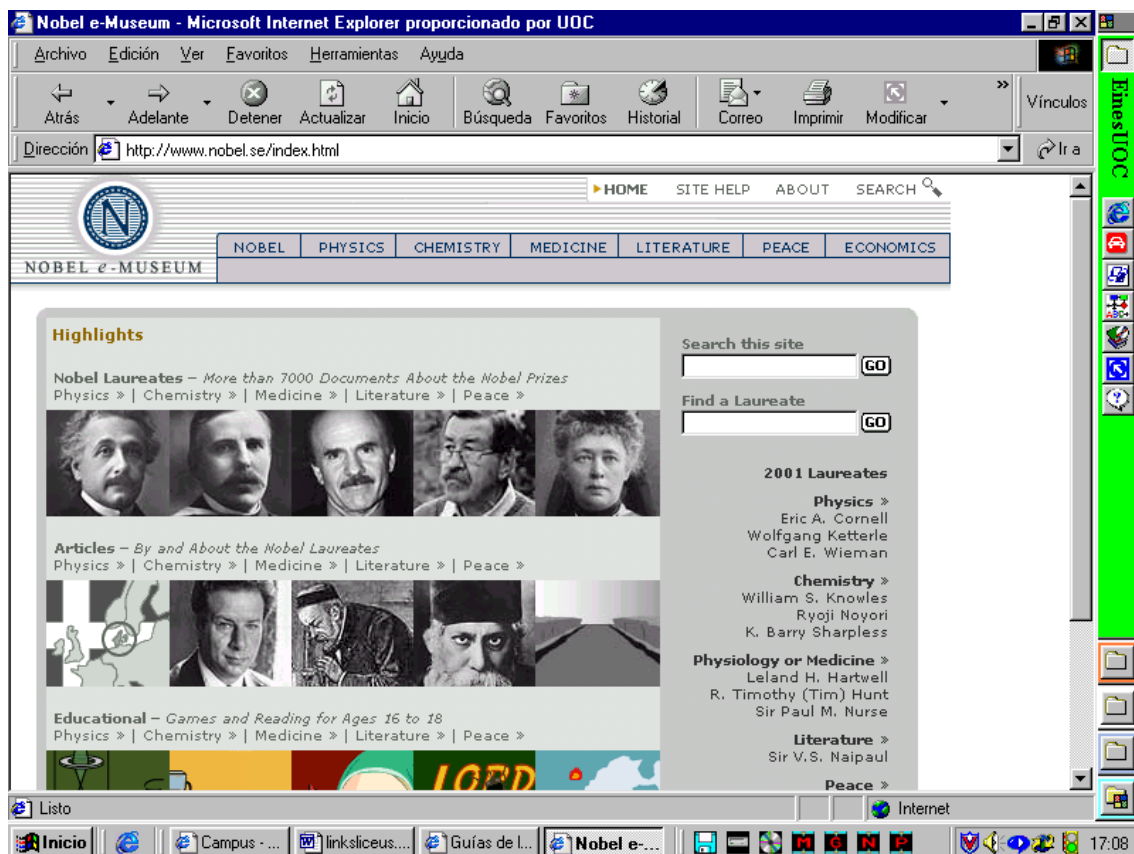 Nobel e-Museum - Microsoft Internet Explorer proporcionado por UOC
Archivo Edición Ver Favoritos Herramientas Ayuda
Atrás Adelante Detener Actualizar Inicio Búsqueda Favoritos Historial Correo Imprimir Modificar » Vínculos
Dirección http://www.nobel.se/index.html Ir a
EinesUOC
HOME SITE HELP ABOUT SEARCH
N
NOBEL e-MUSEUM
NOBEL PHYSICS CHEMISTRY MEDICINE LITERATURE PEACE ECONOMICS
Highlights
Nobel Laureates – More than 7000 Documents About the Nobel Prizes
Physics » | Chemistry » | Medicine » | Literature » | Peace »
Articles – By and About the Nobel Laureates
Physics » | Chemistry » | Medicine » | Literature » | Peace »
Educational – Games and Reading for Ages 16 to 18
Physics » | Chemistry » | Medicine » | Literature » | Peace »
LORD
Search this site
GO
Find a Laureate
GO
2001 Laureates
Physics »
Eric A. Cornell
Wolfgang Ketterle
Carl E. Wieman
Chemistry »
William S. Knowles
Ryoji Noyori
K. Barry Sharpless
Physiology or Medicine »
Leland H. Hartwell
R. Timothy (Tim) Hunt
Sir Paul M. Nurse
Literature »
Sir V.S. Naipaul
Peace »
ABC
Listo Internet
Inicio Campus - ... linksliceus.... Guías de l... Nobel e-... M G N P 17:08